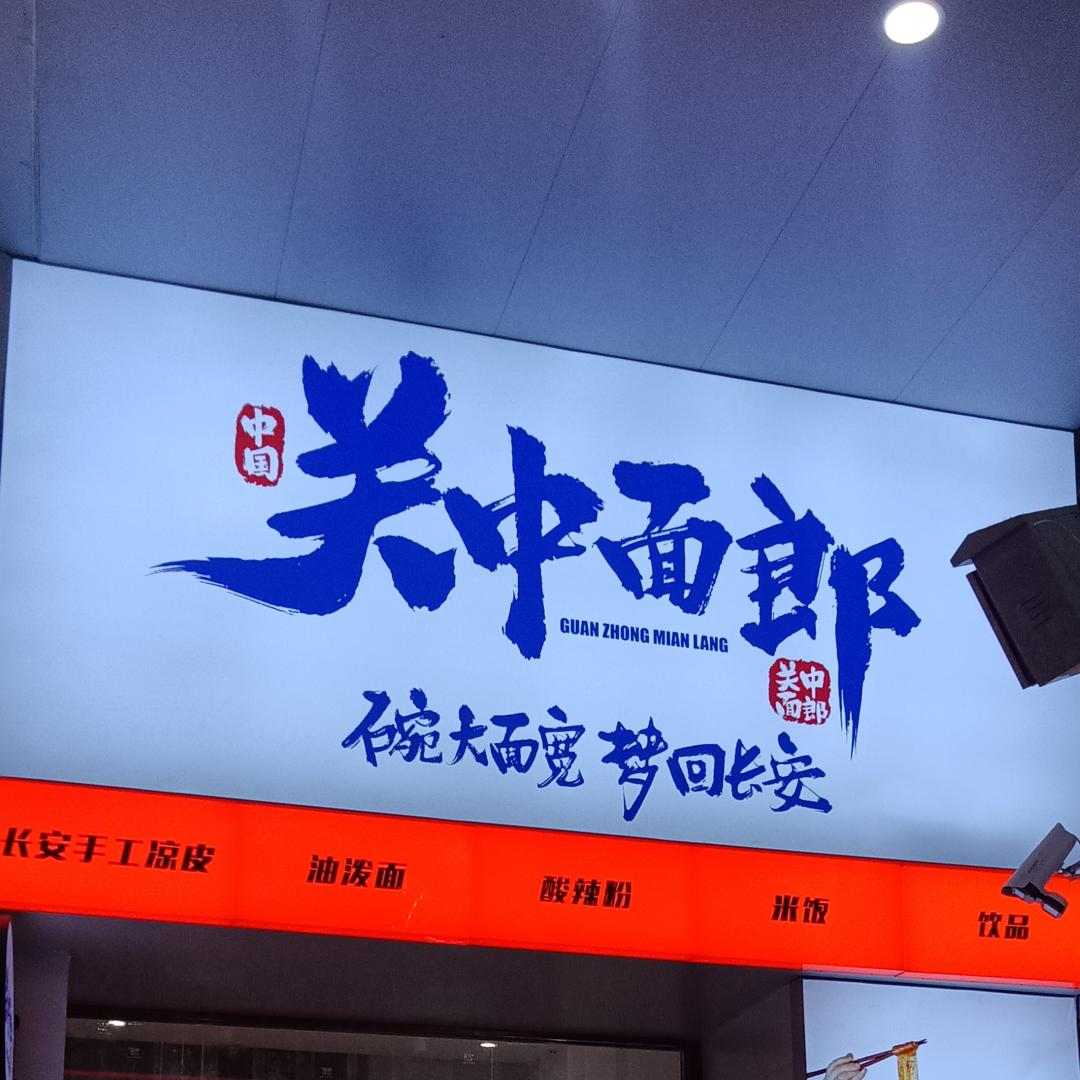 中国
关中面郎
GUAN ZHONG MIAN LANG
关中面郎
碗大面宽 梦回长安
长安手工凉皮 油泼面 酸辣粉 米饭 饮品